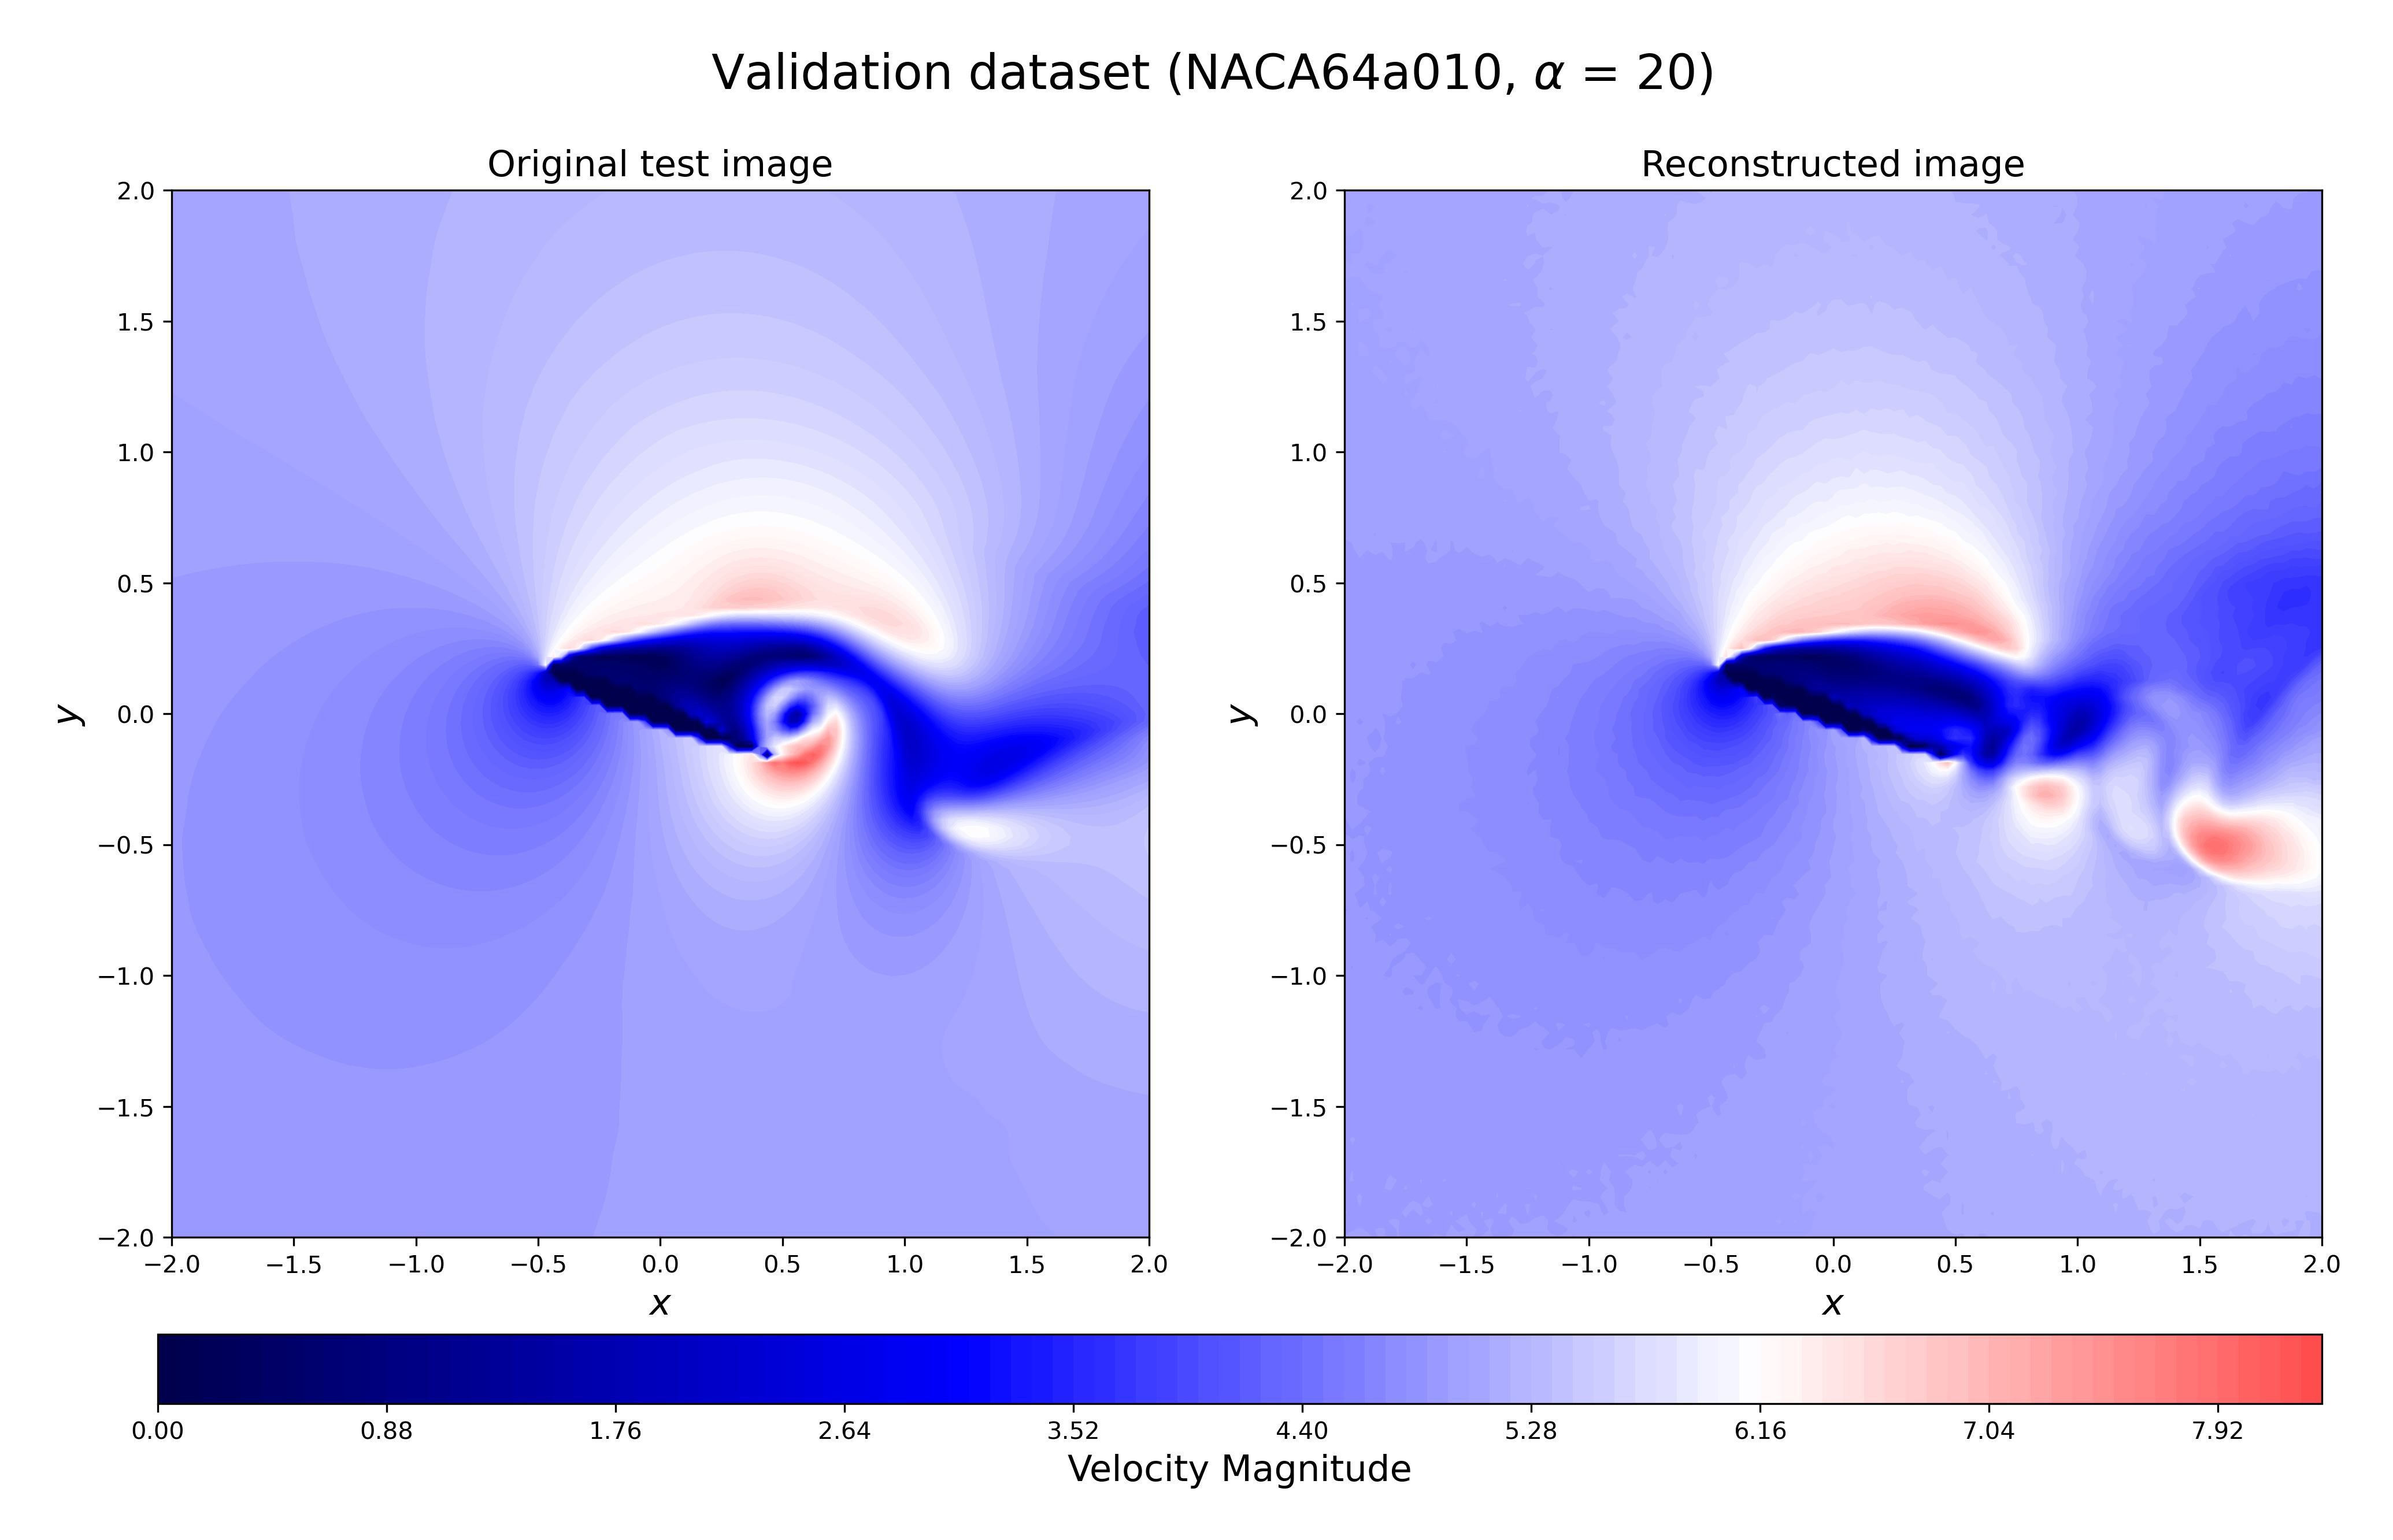 Validation dataset (NACA64a010, α = 20)
Original test image
Reconstructed image
2.0
1.5
1.0
0.5
0.0
−0.5
−1.0
−1.5
−2.0
y
−2.0 −1.5 −1.0 −0.5 0.0 0.5 1.0 1.5 2.0
x
2.0
1.5
1.0
0.5
0.0
−0.5
−1.0
−1.5
−2.0
y
−2.0 −1.5 −1.0 −0.5 0.0 0.5 1.0 1.5 2.0
x
0.00 0.88 1.76 2.64 3.52 4.40 5.28 6.16 7.04 7.92
Velocity Magnitude